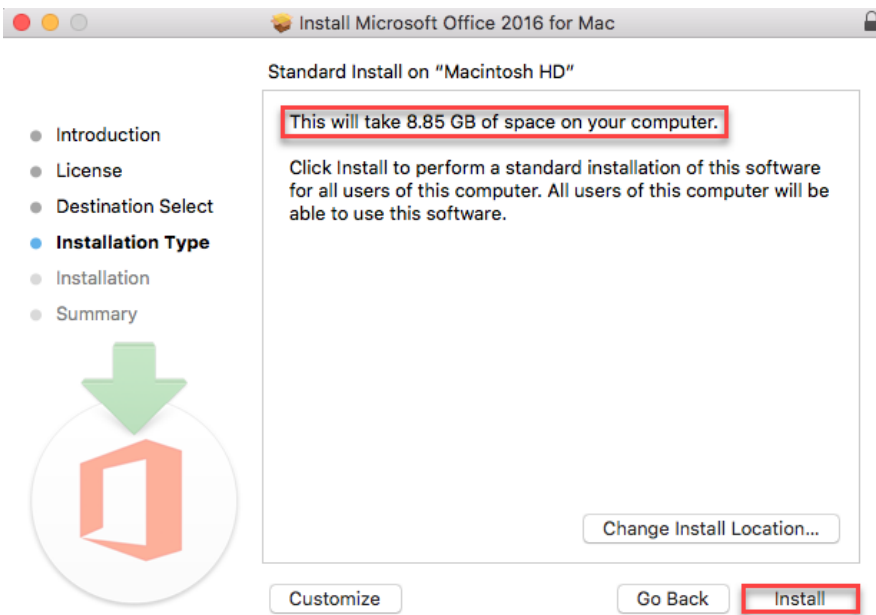 Install Microsoft Office 2016 for Mac
Standard Install on “Macintosh HD”
Introduction
License
Destination Select
Installation Type
Installation
Summary
This will take 8.85 GB of space on your computer.
Click Install to perform a standard installation of this software
for all users of this computer. All users of this computer will be
able to use this software.
Change Install Location...
Customize
Go Back
Install